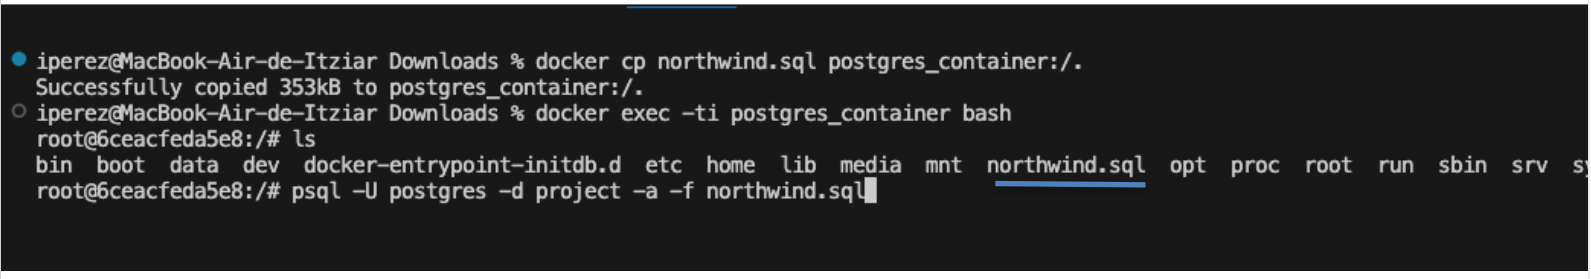 iperez@MacBook-Air-de-Itziar Downloads % docker cp northwind.sql postgres_container:/.
Successfully copied 353kB to postgres_container:/.
iperez@MacBook-Air-de-Itziar Downloads % docker exec -ti postgres_container bash
root@6ceacfeda5e8:/# ls
bin boot data dev docker-entrypoint-initdb.d etc home lib media mnt northwind.sql opt proc root run sbin srv
root@6ceacfeda5e8:/# psql -U postgres -d project -a -f northwind.sql